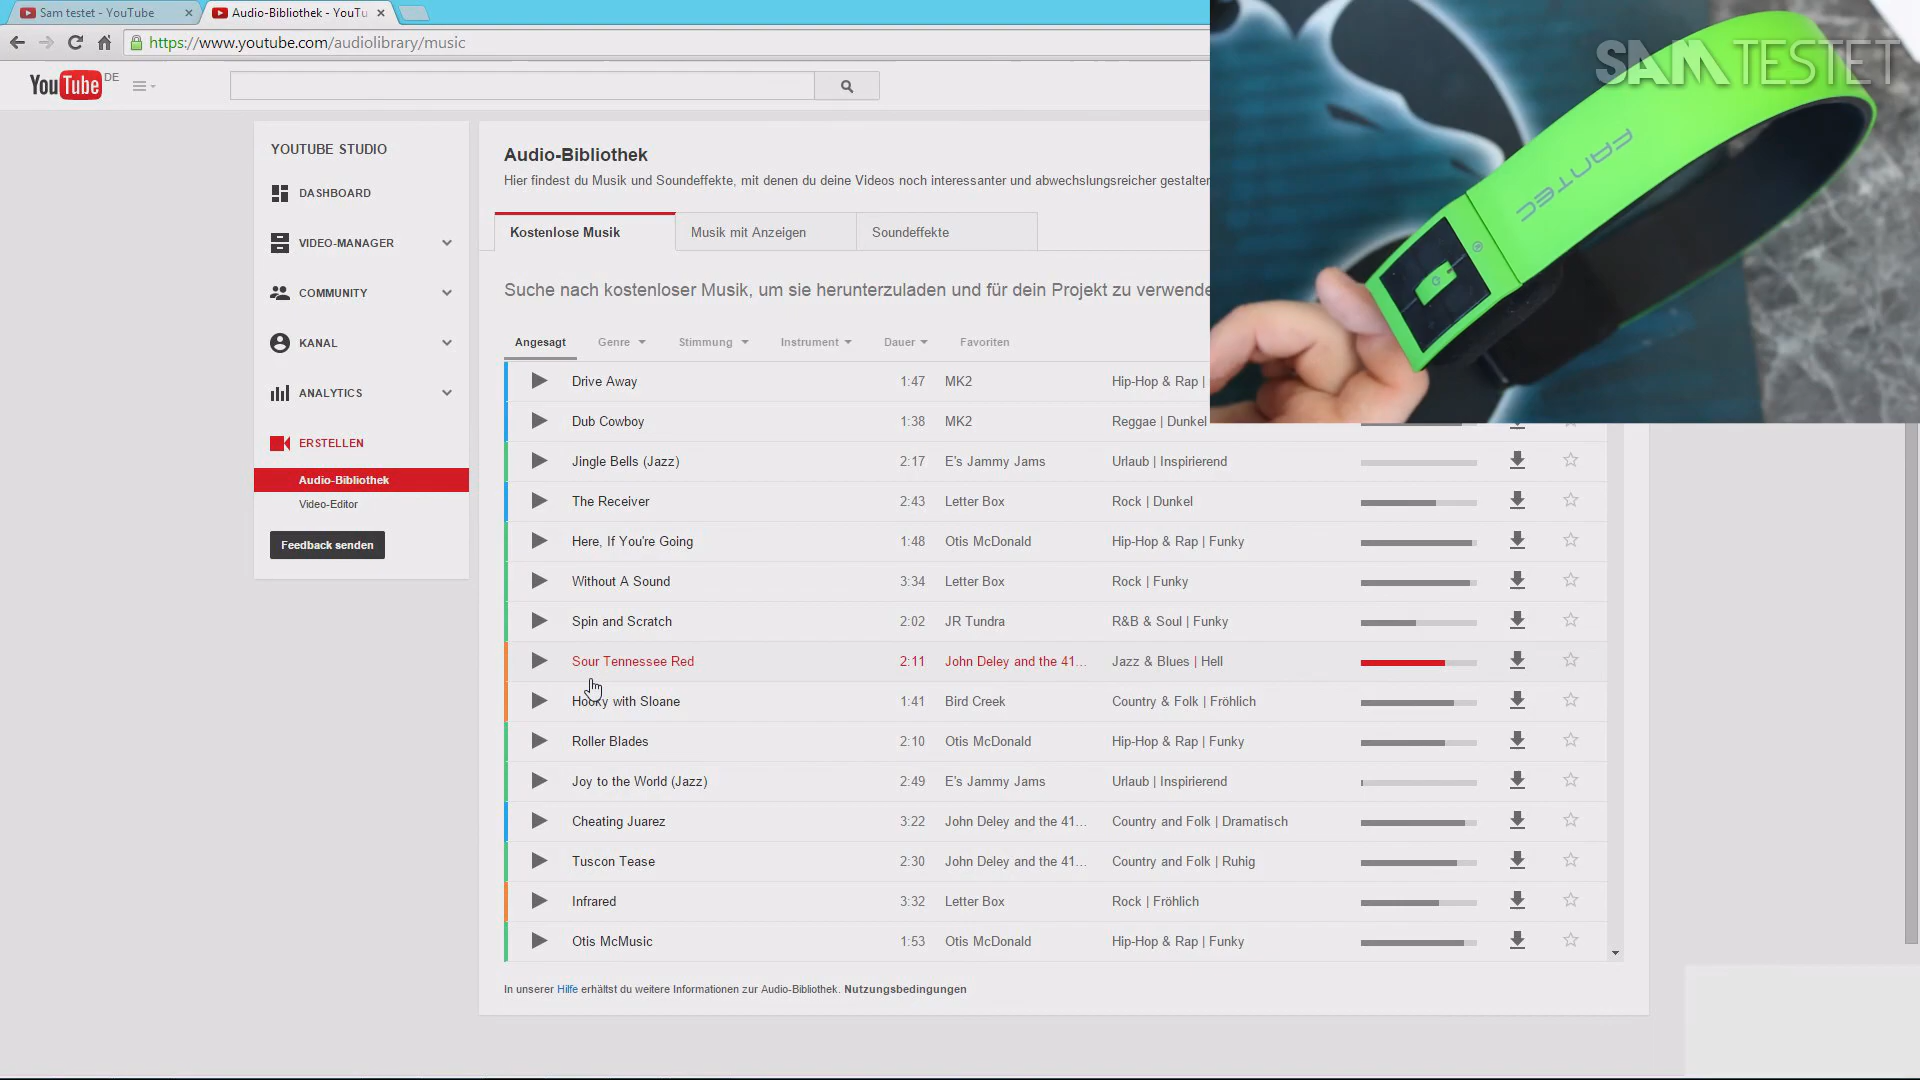 Sam testet - YouTube
Audio-Bibliothek - YouTu
https://www.youtube.com/audiolibrary/music
YouTube DE
YOUTUBE STUDIO
DASHBOARD
VIDEO-MANAGER
COMMUNITY
KANAL
ANALYTICS
ERSTELLEN
Audio-Bibliothek
Video-Editor
Feedback senden
Audio-Bibliothek
Hier findest du Musik und Soundeffekte, mit denen du deine Videos noch interessanter und abwechslungsreicher gestalten
Kostenlose Musik Musik mit Anzeigen Soundeffekte
Suche nach kostenloser Musik, um sie herunterzuladen und für dein Projekt zu verwende
Angesagt Genre Stimmung Instrument Dauer Favoriten
Drive Away 1:47 MK2 Hip-Hop & Rap |
Dub Cowboy 1:38 MK2 Reggae | Dunkel
Jingle Bells (Jazz) 2:17 E's Jammy Jams Urlaub | Inspirierend
The Receiver 2:43 Letter Box Rock | Dunkel
Here, If You're Going 1:48 Otis McDonald Hip-Hop & Rap | Funky
Without A Sound 3:34 Letter Box Rock | Funky
Spin and Scratch 2:02 JR Tundra R&B & Soul | Funky
Sour Tennessee Red 2:11 John Deley and the 41... Jazz & Blues | Hell
Hooky with Sloane 1:41 Bird Creek Country & Folk | Fröhlich
Roller Blades 2:10 Otis McDonald Hip-Hop & Rap | Funky
Joy to the World (Jazz) 2:49 E's Jammy Jams Urlaub | Inspirierend
Cheating Juarez 3:22 John Deley and the 41... Country and Folk | Dramatisch
Tuscon Tease 2:30 John Deley and the 41... Country and Folk | Ruhig
Infrared 3:32 Letter Box Rock | Fröhlich
Otis McMusic 1:53 Otis McDonald Hip-Hop & Rap | Funky
In unserer Hilfe erhältst du weitere Informationen zur Audio-Bibliothek. Nutzungsbedingungen
SAMTESTET
FANTEC